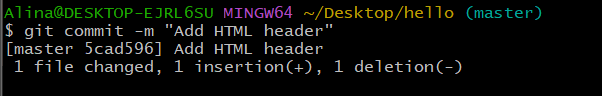 Alina@DESKTOP-EJRL6SU MINGW64 ~/Desktop/hello (master)
$ git commit -m "Add HTML header"
[master 5cad596] Add HTML header
 1 file changed, 1 insertion(+), 1 deletion(-)